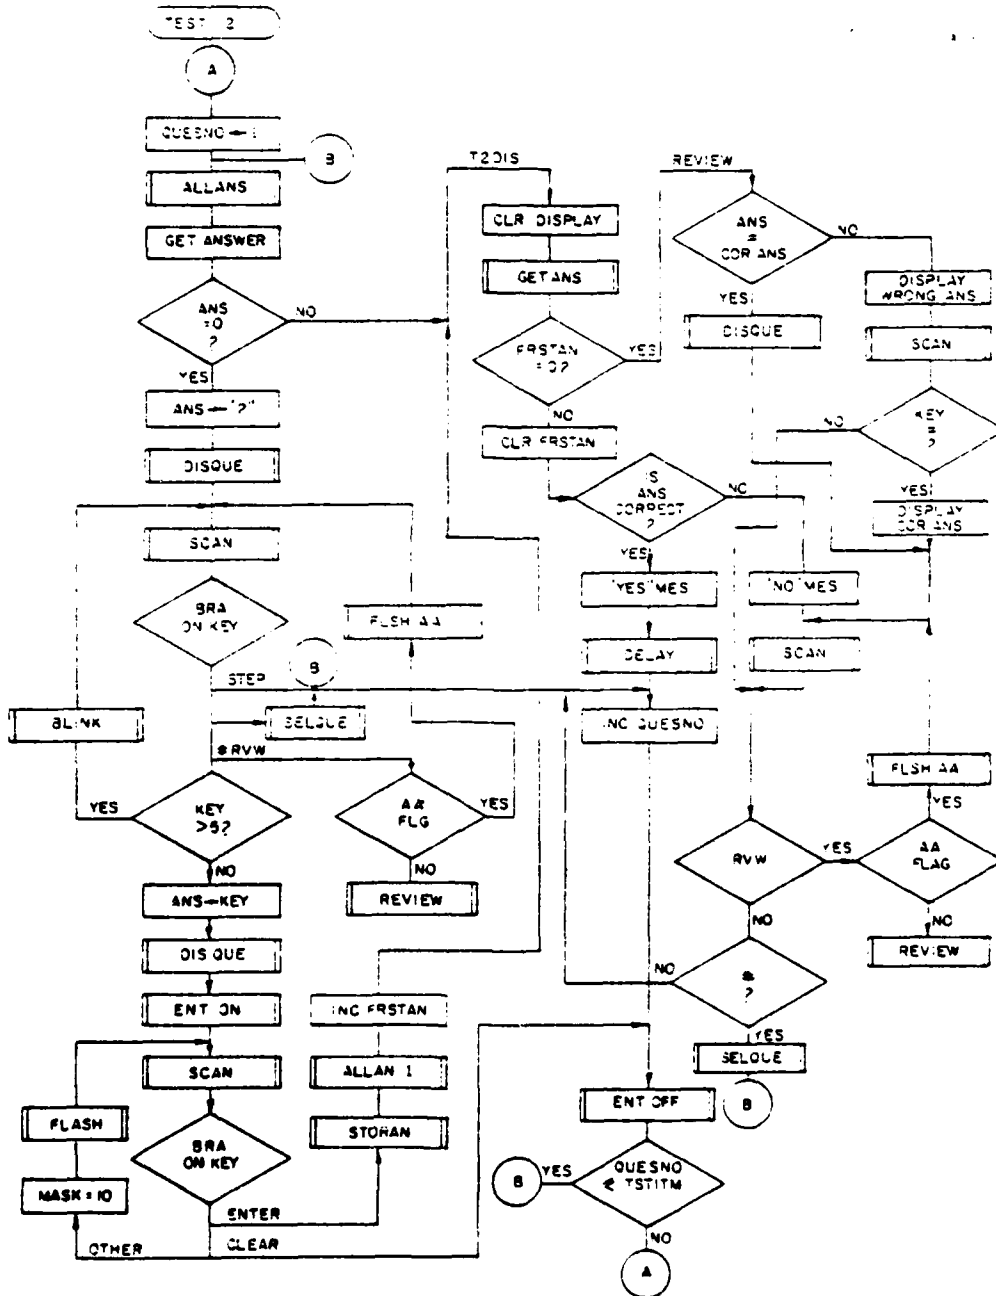 TEST 2
A
QUESNO ← 1
B
ALLANS
GET ANSWER
ANS
=0
?
NO
YES
ANS ← "?"
DISQUE
SCAN
BRA
ON KEY
STEP
B
SELQUE
BLINK
# RVW
YES
KEY
>5?
NO
FLSH AA
AA
FLG
YES
NO
REVIEW
ANS←KEY
DISQUE
ENT ON
SCAN
FLASH
MASK = 10
BRA
ON KEY
OTHER
ENTER
CLEAR
INC FRSTAN
ALLAN 1
STORAN
T2DIS
CLR DISPLAY
GET ANS
FRSTAN
=0?
YES
NO
CLR FRSTAN
IS
ANS
CORRECT
?
NO
YES
"YES" MES
DELAY
INC QUESNO
"NO" MES
SCAN
REVIEW
ANS
=
COR ANS
NO
YES
DISQUE
DISPLAY
WRONG ANS
SCAN
KEY
=
?
NO
YES
DISPLAY
COR ANS
FLSH AA
YES
RVW
YES
AA
FLAG
NO
REVIEW
NO
#
?
NO
YES
SELQUE
B
ENT OFF
QUESNO
≤ TSTITM
YES
B
NO
A